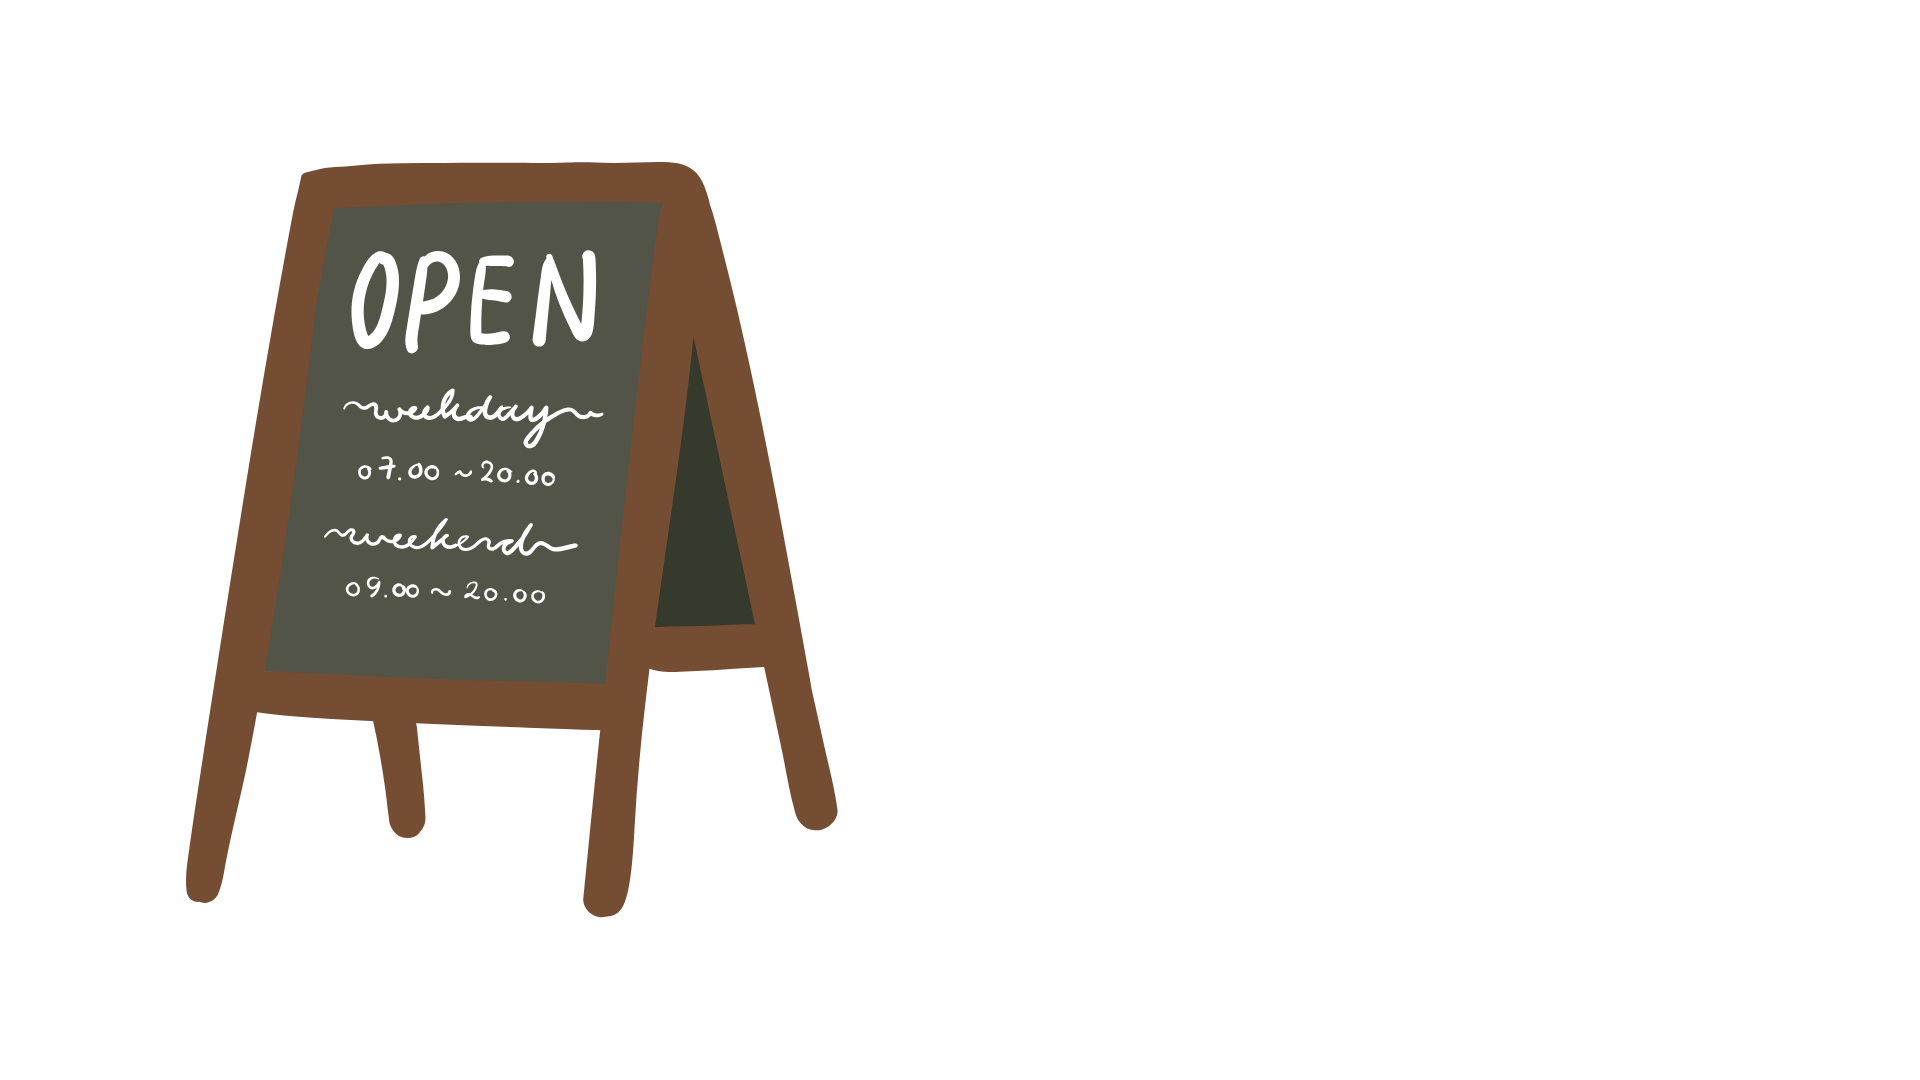 OPEN
~weekday~
07.00 ~ 20.00
~weekend~
09.00 ~ 20.00